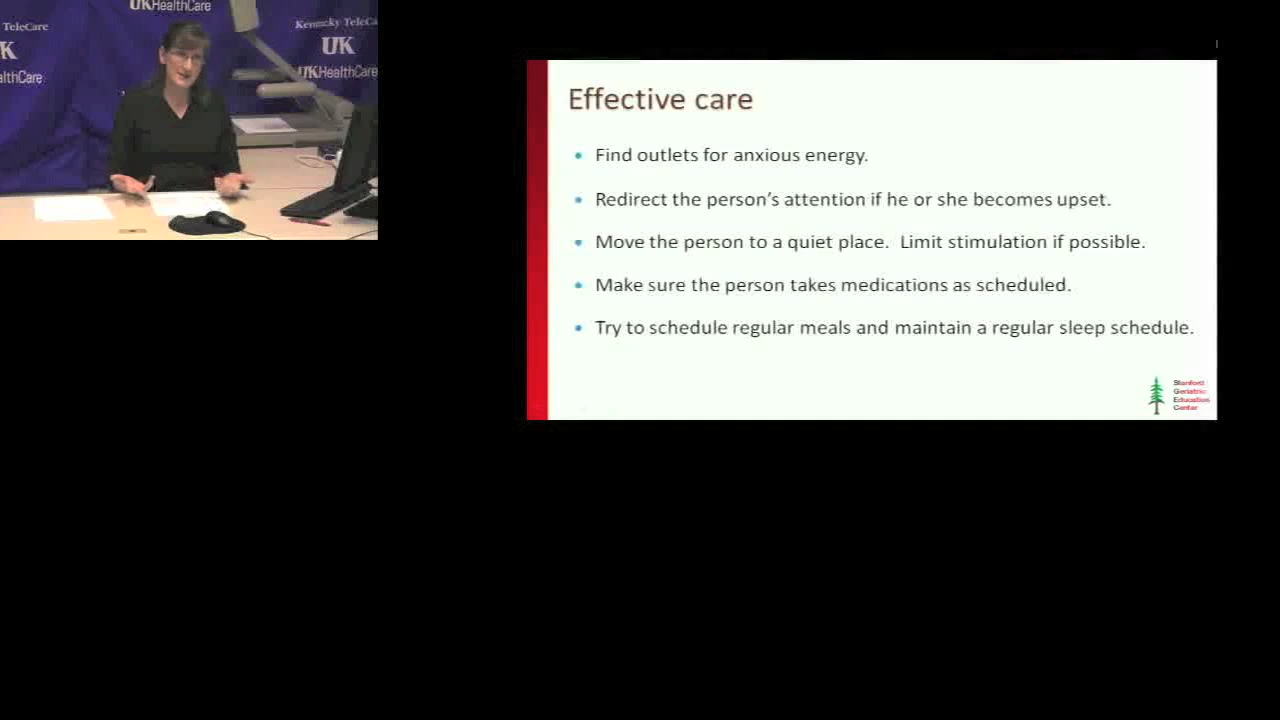 UKHealthCare
TeleCare
Kentucky TeleCa
K
UK
althCare
UKHealthCare
Effective care
• Find outlets for anxious energy.
• Redirect the person's attention if he or she becomes upset.
• Move the person to a quiet place.  Limit stimulation if possible.
• Make sure the person takes medications as scheduled.
• Try to schedule regular meals and maintain a regular sleep schedule.
Stanford
Geriatric
Education
Center